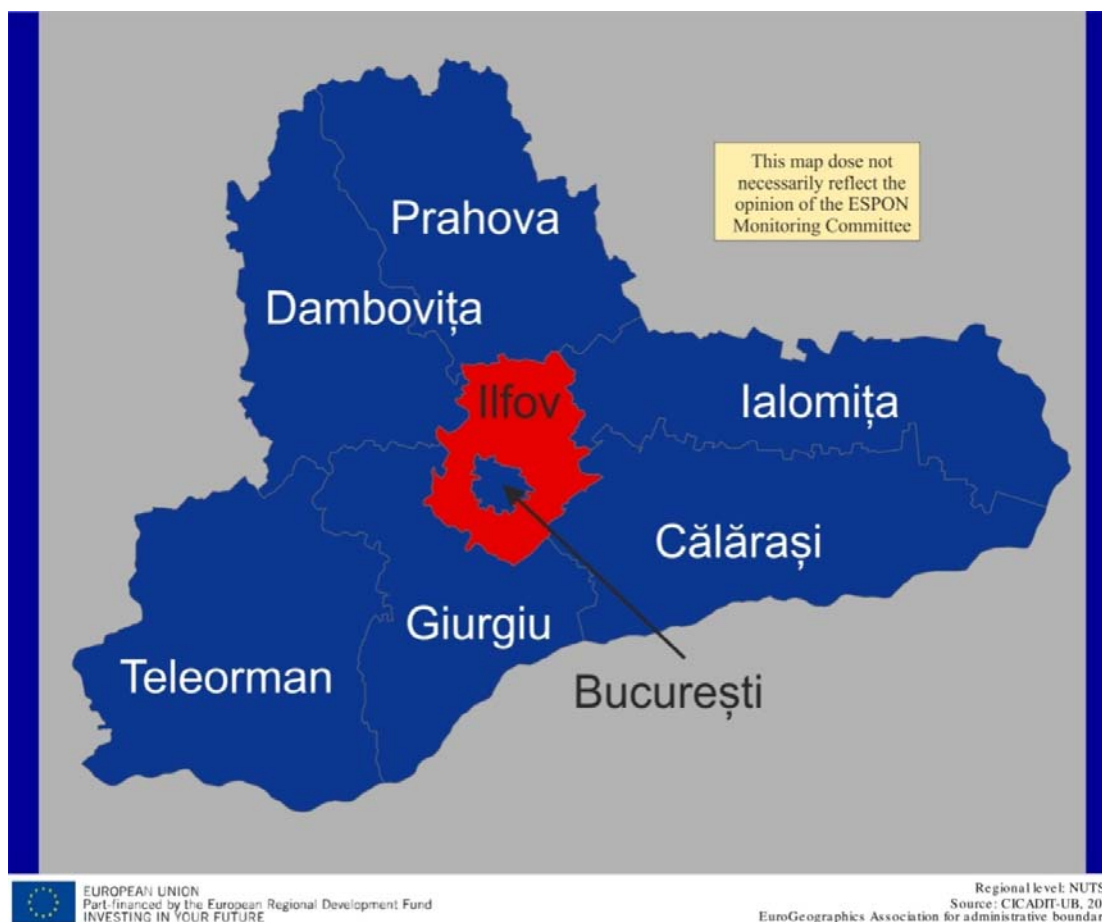 This map dose not
necessarily reflect the
opinion of the ESPON
Monitoring Committee
Prahova
Dambovița
Ilfov
Ialomița
Călărași
Giurgiu
Teleorman
București
EUROPEAN UNION
Part-financed by the European Regional Development Fund
INVESTING IN YOUR FUTURE
Regional level: NUTS
Source: CICADIT-UB, 20
EuroGeographics Association for administrative boundar